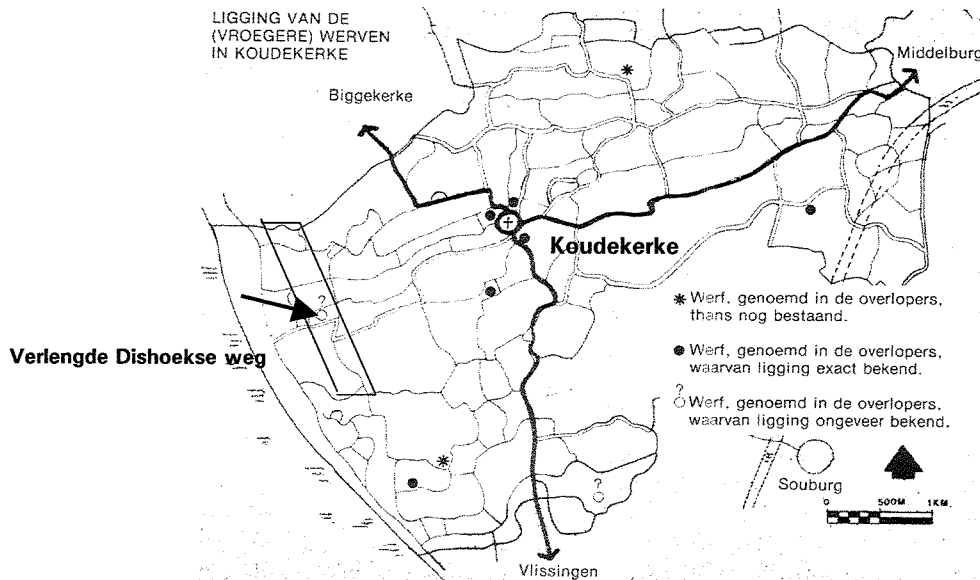 LIGGING VAN DE
(VROEGERE) WERVEN
IN KOUDEKERKE
Middelburg
Biggekerke
Koudekerke
?
Verlengde Dishoekse weg
* Werf, genoemd in de overlopers,
thans nog bestaand.
● Werf, genoemd in de overlopers,
waarvan ligging exact bekend.
?
○ Werf, genoemd in de overlopers,
waarvan ligging ongeveer bekend.
?
Souburg
0 500M 1KM.
Vlissingen